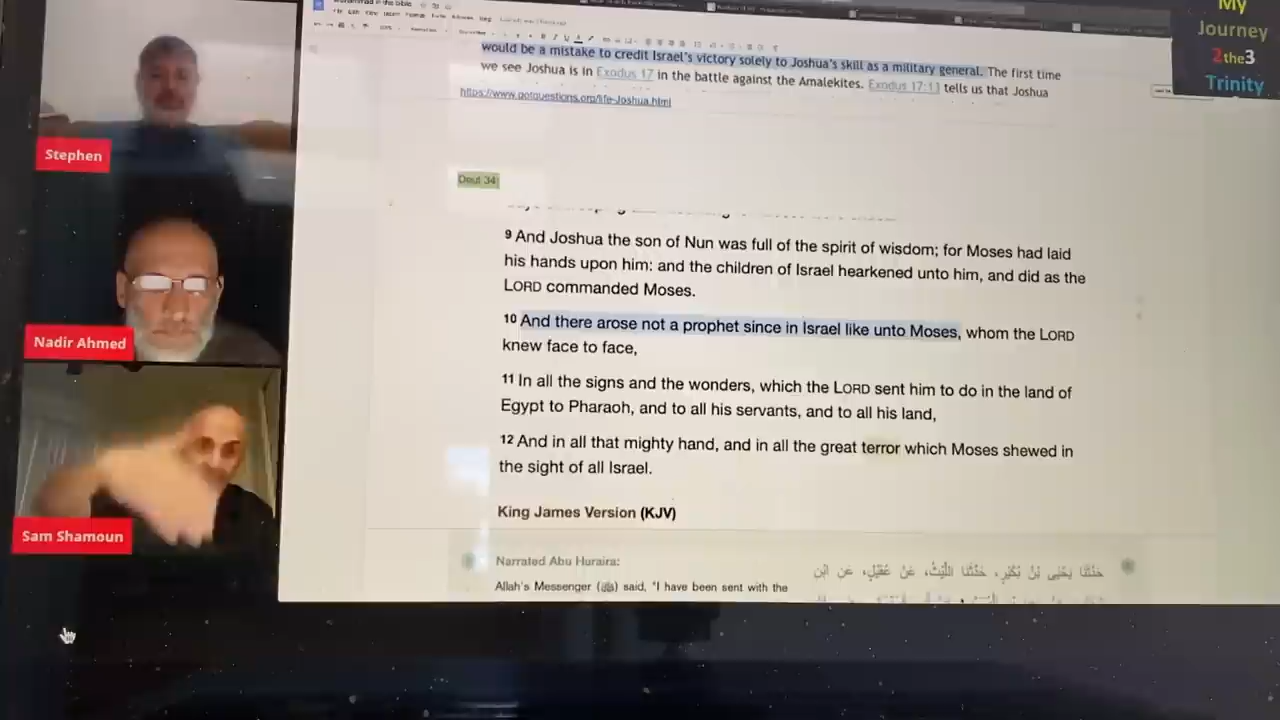 My
Journey
2the3
Trinity
would be a mistake to credit Israel's victory solely to Joshua's skill as a military general. The first time
we see Joshua is in Exodus 17 in the battle against the Amalekites. Exodus 17:11 tells us that Joshua
https://www.gotquestions.org/life-Joshua.html
Stephen
Deut 34
9 And Joshua the son of Nun was full of the spirit of wisdom; for Moses had laid
his hands upon him: and the children of Israel hearkened unto him, and did as the
LORD commanded Moses.
10 And there arose not a prophet since in Israel like unto Moses, whom the LORD
knew face to face,
Nadir Ahmed
11 In all the signs and the wonders, which the LORD sent him to do in the land of
Egypt to Pharaoh, and to all his servants, and to all his land,
12 And in all that mighty hand, and in all the great terror which Moses shewed in
the sight of all Israel.
King James Version (KJV)
Sam Shamoun
Narrated Abu Huraira:
حَدَّثَنَا يَحْيَى بْنُ بُكَيْرٍ، حَدَّثَنَا اللَّيْثُ، عَنْ عُقَيْلٍ، عَنِ ابْنِ
Allah's Messenger (ﷺ) said, "I have been sent with the